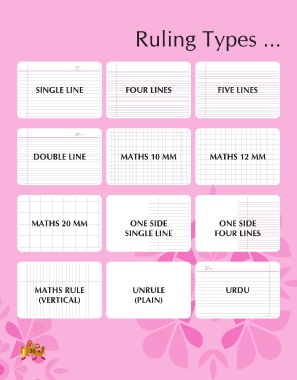 Ruling Types ...
SINGLE LINE
FOUR LINES
FIVE LINES
DOUBLE LINE
MATHS 10 MM
MATHS 12 MM
MATHS 20 MM
ONE SIDE
SINGLE LINE
ONE SIDE
FOUR LINES
MATHS RULE
(VERTICAL)
UNRULE
(PLAIN)
URDU